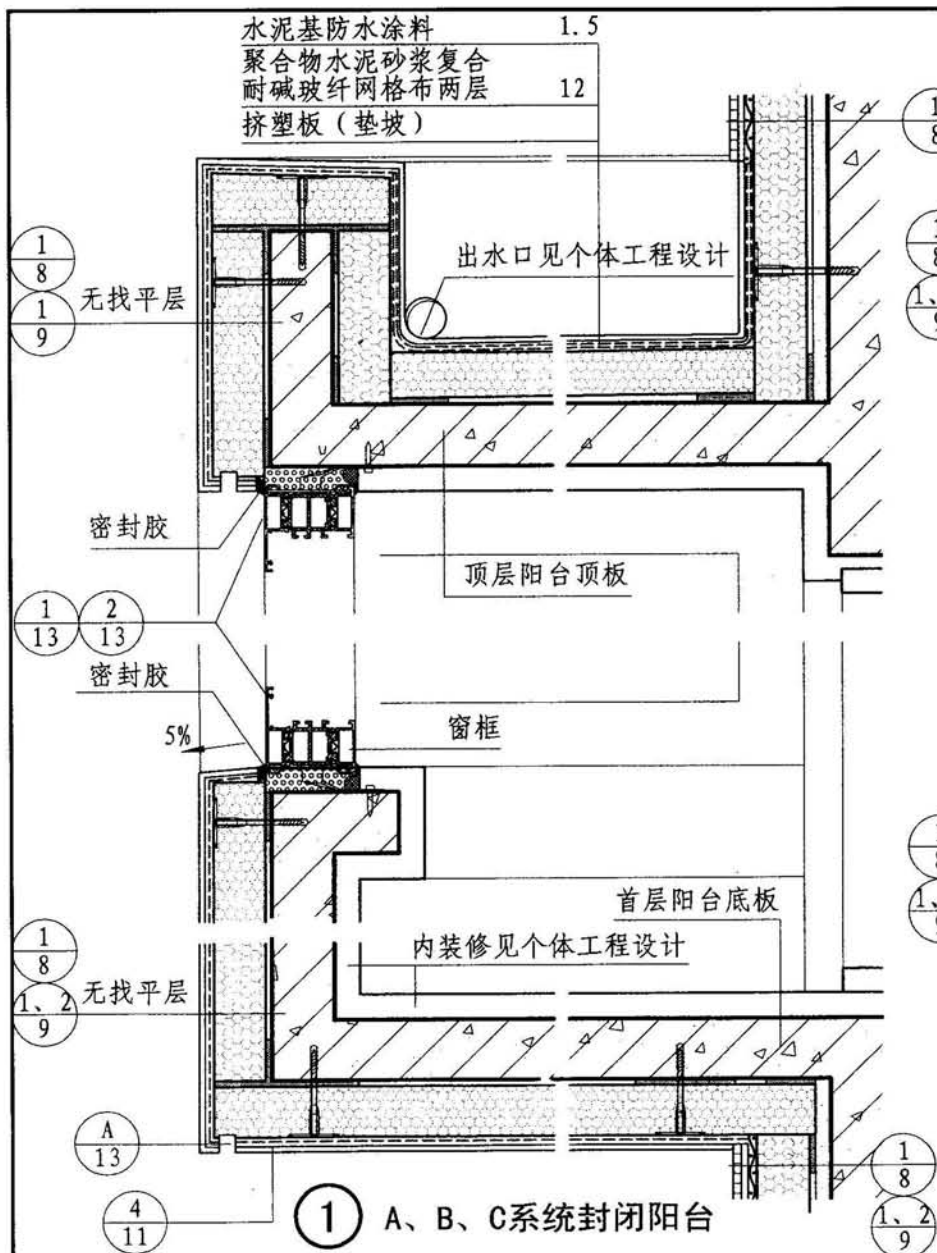 水泥基防水涂料 1.5
聚合物水泥砂浆复合
耐碱玻纤网格布两层 12
挤塑板（垫坡）
1
8
1
8
出水口见个体工程设计
1
8
1
9
无找平层
密封胶
顶层阳台顶板
1
13
2
13
密封胶
5%
窗框
8
首层阳台底板
内装修见个体工程设计
1
8
1、2
9
无找平层
A
13
1
8
1、2
9
4
11
1 A、B、C系统封闭阳台